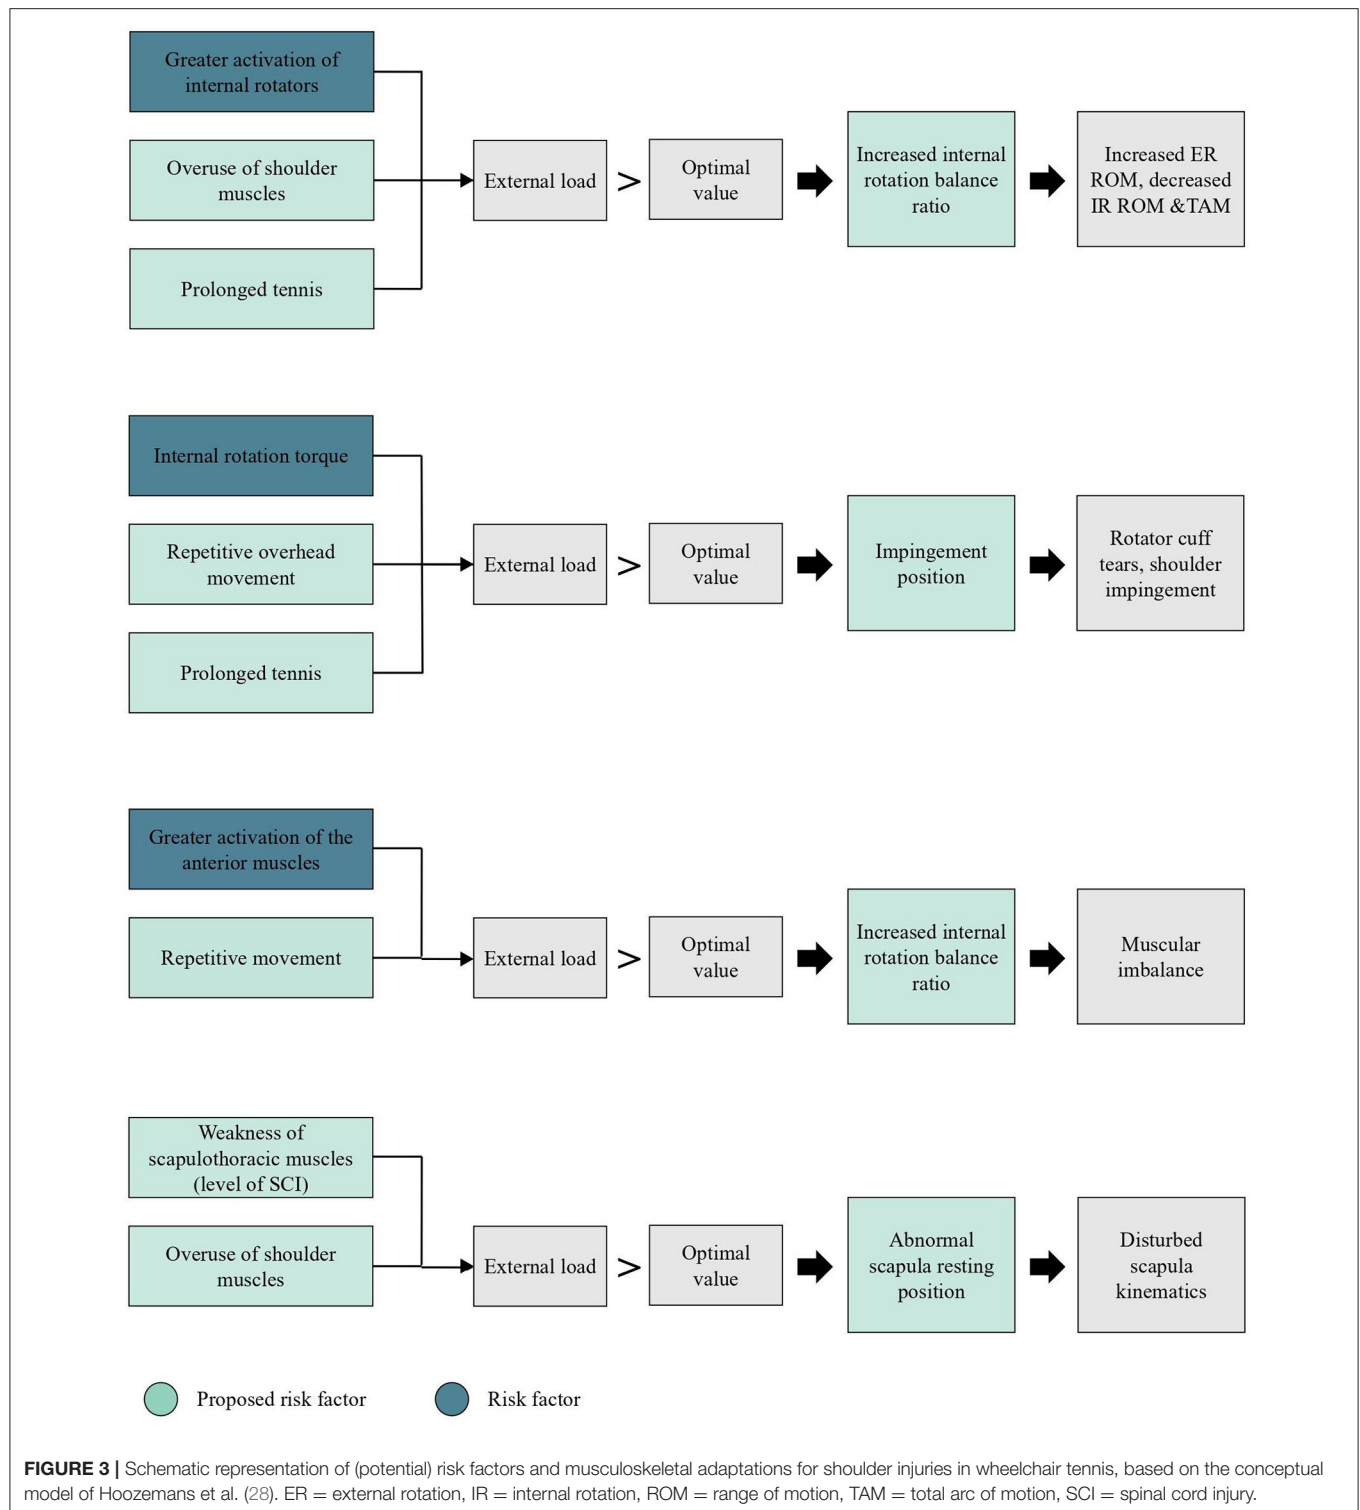 Greater activation of
internal rotators
Overuse of shoulder
muscles
Prolonged tennis
External load
>
Optimal
value
Increased internal
rotation balance
ratio
Increased ER
ROM, decreased
IR ROM &TAM
Internal rotation torque
Repetitive overhead
movement
Prolonged tennis
External load
>
Optimal
value
Impingement
position
Rotator cuff
tears, shoulder
impingement
Greater activation of the
anterior muscles
Repetitive movement
External load
>
Optimal
value
Increased internal
rotation balance
ratio
Muscular
imbalance
Weakness of
scapulothoracic muscles
(level of SCI)
Overuse of shoulder
muscles
External load
>
Optimal
value
Abnormal
scapula resting
position
Disturbed
scapula
kinematics
Proposed risk factor
Risk factor
FIGURE 3 | Schematic representation of (potential) risk factors and musculoskeletal adaptations for shoulder injuries in wheelchair tennis, based on the conceptual
model of Hoozemans et al. (28). ER = external rotation, IR = internal rotation, ROM = range of motion, TAM = total arc of motion, SCI = spinal cord injury.